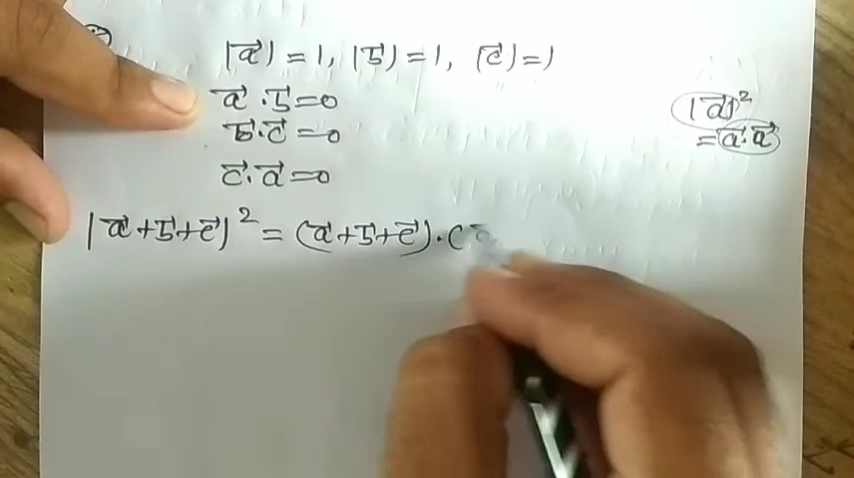 |a⃗| = 1, |b⃗| = 1, |c⃗| = 1
a⃗ · b⃗ = 0
b⃗ · c⃗ = 0
c⃗ · a⃗ = 0
|a⃗ + b⃗ + c⃗|² = (a⃗ + b⃗ + c⃗) · (
|a⃗|²
= a⃗ · a⃗